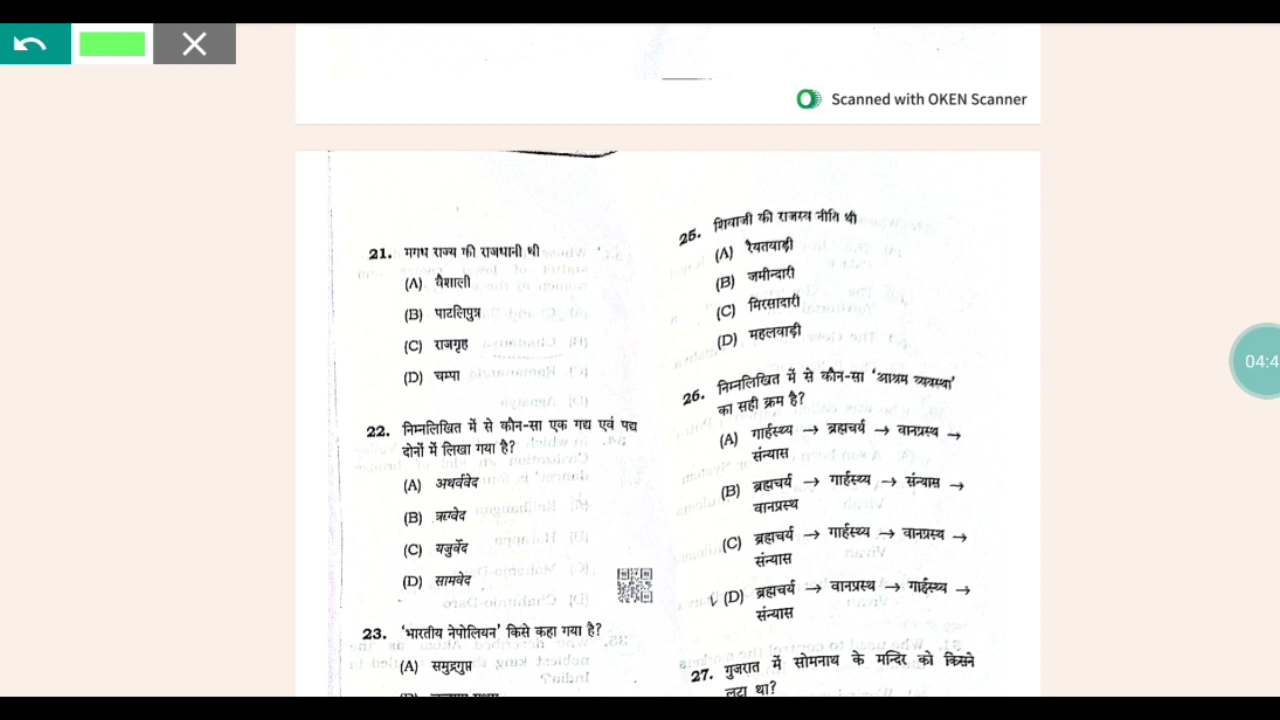 Scanned with OKEN Scanner
21. मगध राज्य की राजधानी थी
(A) वैशाली
(B) पाटलिपुत्र
(C) राजगृह
(D) चम्पा
22. निम्नलिखित में से कौन-सा एक गद्य एवं पद्य
दोनों में लिखा गया है?
(A) अथर्ववेद
(B) ऋग्वेद
(C) यजुर्वेद
(D) सामवेद
23. 'भारतीय नेपोलियन' किसे कहा गया है?
(A) समुद्रगुप्त
25. शिवाजी की राजस्व नीति थी
(A) रैयतवाड़ी
(B) जमीन्दारी
(C) मिरसादारी
(D) महलवाड़ी
26. निम्नलिखित में से कौन-सा 'आश्रम व्यवस्था'
का सही क्रम है?
(A) गार्हस्थ्य → ब्रह्मचर्य → वानप्रस्थ →
संन्यास
(B) ब्रह्मचर्य → गार्हस्थ्य → संन्यास →
वानप्रस्थ
(C) ब्रह्मचर्य → गार्हस्थ्य → वानप्रस्थ →
संन्यास
(D) ब्रह्मचर्य → वानप्रस्थ → गार्हस्थ्य →
संन्यास
27. गुजरात में सोमनाथ के मन्दिर को किसने
लूटा था?
04:4